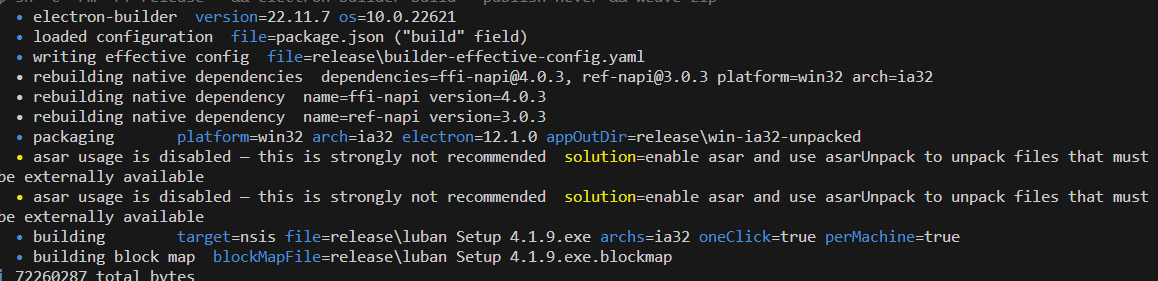 • electron-builder  version=22.11.7 os=10.0.22621
• loaded configuration  file=package.json ("build" field)
• writing effective config  file=release\builder-effective-config.yaml
• rebuilding native dependencies  dependencies=ffi-napi@4.0.3, ref-napi@3.0.3 platform=win32 arch=ia32
• rebuilding native dependency  name=ffi-napi version=4.0.3
• rebuilding native dependency  name=ref-napi version=3.0.3
• packaging       platform=win32 arch=ia32 electron=12.1.0 appOutDir=release\win-ia32-unpacked
• asar usage is disabled — this is strongly not recommended  solution=enable asar and use asarUnpack to unpack files that must
be externally available
• asar usage is disabled — this is strongly not recommended  solution=enable asar and use asarUnpack to unpack files that must
be externally available
• building        target=nsis file=release\luban Setup 4.1.9.exe archs=ia32 oneClick=true perMachine=true
• building block map  blockMapFile=release\luban Setup 4.1.9.exe.blockmap
i 72260287 total bytes